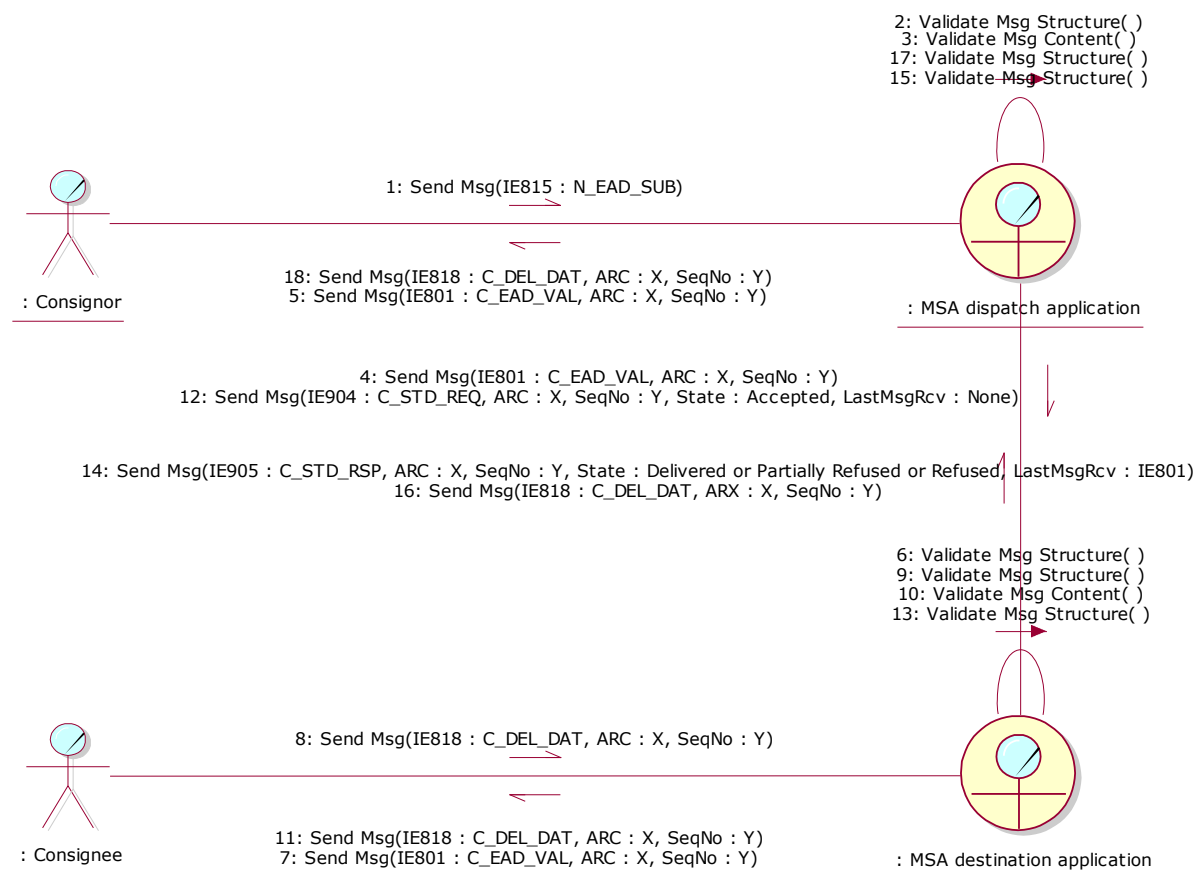 2: Validate Msg Structure( )
3: Validate Msg Content( )
17: Validate Msg Structure( )
15: Validate Msg Structure( )
1: Send Msg(IE815 : N_EAD_SUB)
18: Send Msg(IE818 : C_DEL_DAT, ARC : X, SeqNo : Y)
5: Send Msg(IE801 : C_EAD_VAL, ARC : X, SeqNo : Y)
: Consignor
: MSA dispatch application
4: Send Msg(IE801 : C_EAD_VAL, ARC : X, SeqNo : Y)
12: Send Msg(IE904 : C_STD_REQ, ARC : X, SeqNo : Y, State : Accepted, LastMsgRcv : None)
14: Send Msg(IE905 : C_STD_RSP, ARC : X, SeqNo : Y, State : Delivered or Partially Refused or Refused, LastMsgRcv : IE801)
16: Send Msg(IE818 : C_DEL_DAT, ARX : X, SeqNo : Y)
6: Validate Msg Structure( )
9: Validate Msg Structure( )
10: Validate Msg Content( )
13: Validate Msg Structure( )
8: Send Msg(IE818 : C_DEL_DAT, ARC : X, SeqNo : Y)
11: Send Msg(IE818 : C_DEL_DAT, ARC : X, SeqNo : Y)
7: Send Msg(IE801 : C_EAD_VAL, ARC : X, SeqNo : Y)
: Consignee
: MSA destination application